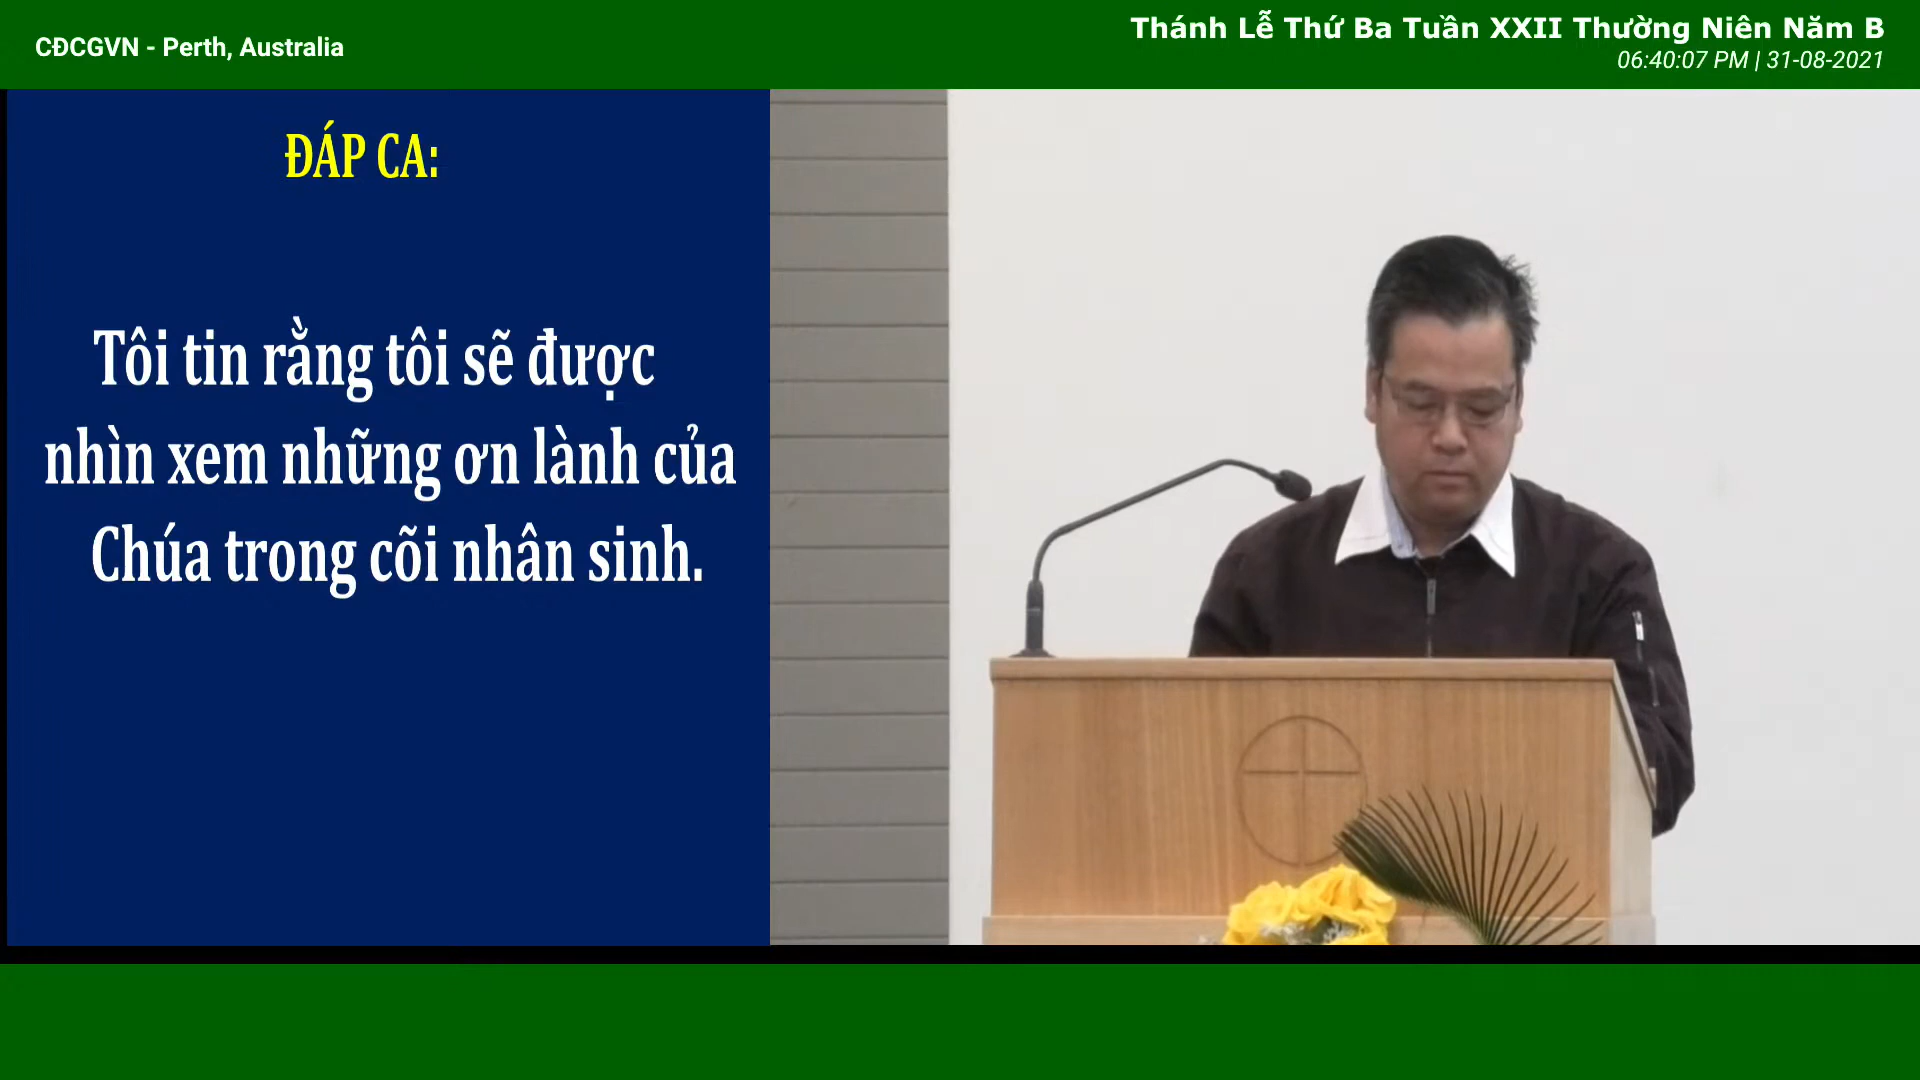 CĐCGVN - Perth, Australia
Thánh Lễ Thứ Ba Tuần XXII Thường Niên Năm B
06:40:07 PM | 31-08-2021
ĐÁP CA:
Tôi tin rằng tôi sẽ được
nhìn xem những ơn lành của
Chúa trong cõi nhân sinh.